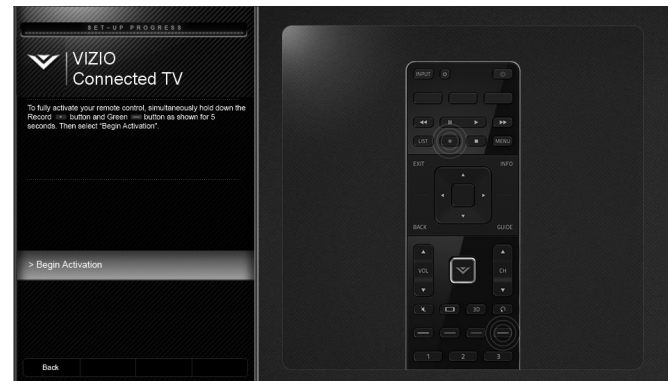 SET-UP PROGRESS
VIZIO
Connected TV
To fully activate your remote control, simultaneously hold down the
Record button and Green button as shown for 5
seconds. Then select "Begin Activation".
> Begin Activation
Back
INPUT
LIST
MENU
EXIT
INFO
BACK
GUIDE
VOL
CH
3D
1 2 3